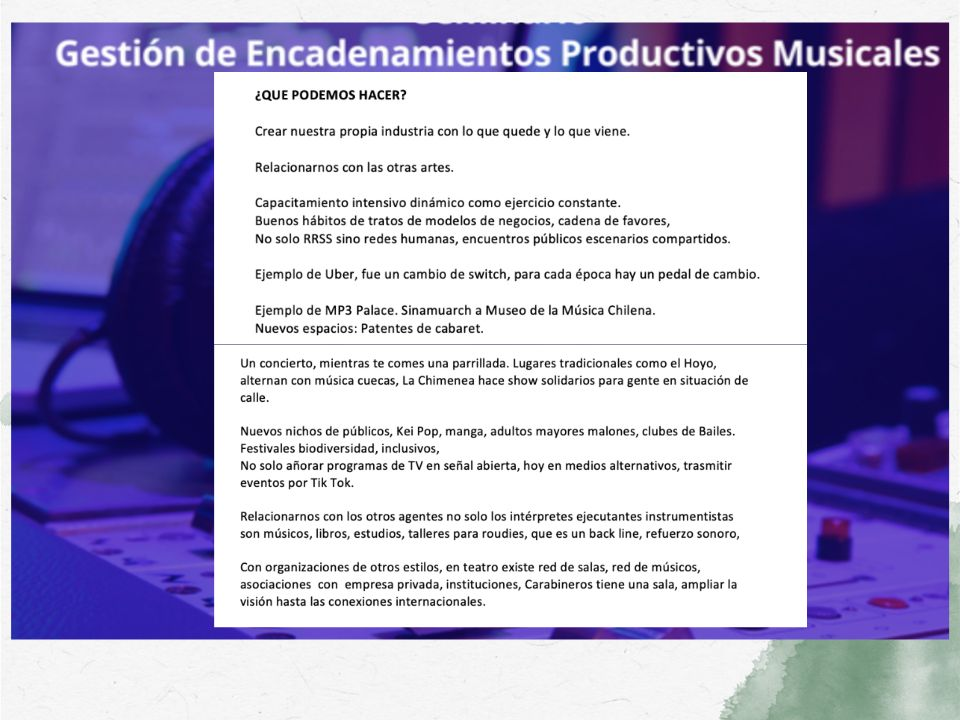 Seminario
Gestión de Encadenamientos Productivos Musicales
¿QUE PODEMOS HACER?
Crear nuestra propia industria con lo que quede y lo que viene.
Relacionarnos con las otras artes.
Capacitamiento intensivo dinámico como ejercicio constante.
Buenos hábitos de tratos de modelos de negocios, cadena de favores,
No solo RRSS sino redes humanas, encuentros públicos escenarios compartidos.
Ejemplo de Uber, fue un cambio de switch, para cada época hay un pedal de cambio.
Ejemplo de MP3 Palace. Sinamuarch a Museo de la Música Chilena.
Nuevos espacios: Patentes de cabaret.
Un concierto, mientras te comes una parrillada. Lugares tradicionales como el Hoyo,
alternan con música cuecas, La Chimenea hace show solidarios para gente en situación de
calle.
Nuevos nichos de públicos, Kei Pop, manga, adultos mayores malones, clubes de Bailes.
Festivales biodiversidad, inclusivos,
No solo añorar programas de TV en señal abierta, hoy en medios alternativos, trasmitir
eventos por Tik Tok.
Relacionarnos con los otros agentes no solo los intérpretes ejecutantes instrumentistas
son músicos, libros, estudios, talleres para roudies, que es un back line, refuerzo sonoro,
Con organizaciones de otros estilos, en teatro existe red de salas, red de músicos,
asociaciones con empresa privada, instituciones, Carabineros tiene una sala, ampliar la
visión hasta las conexiones internacionales.